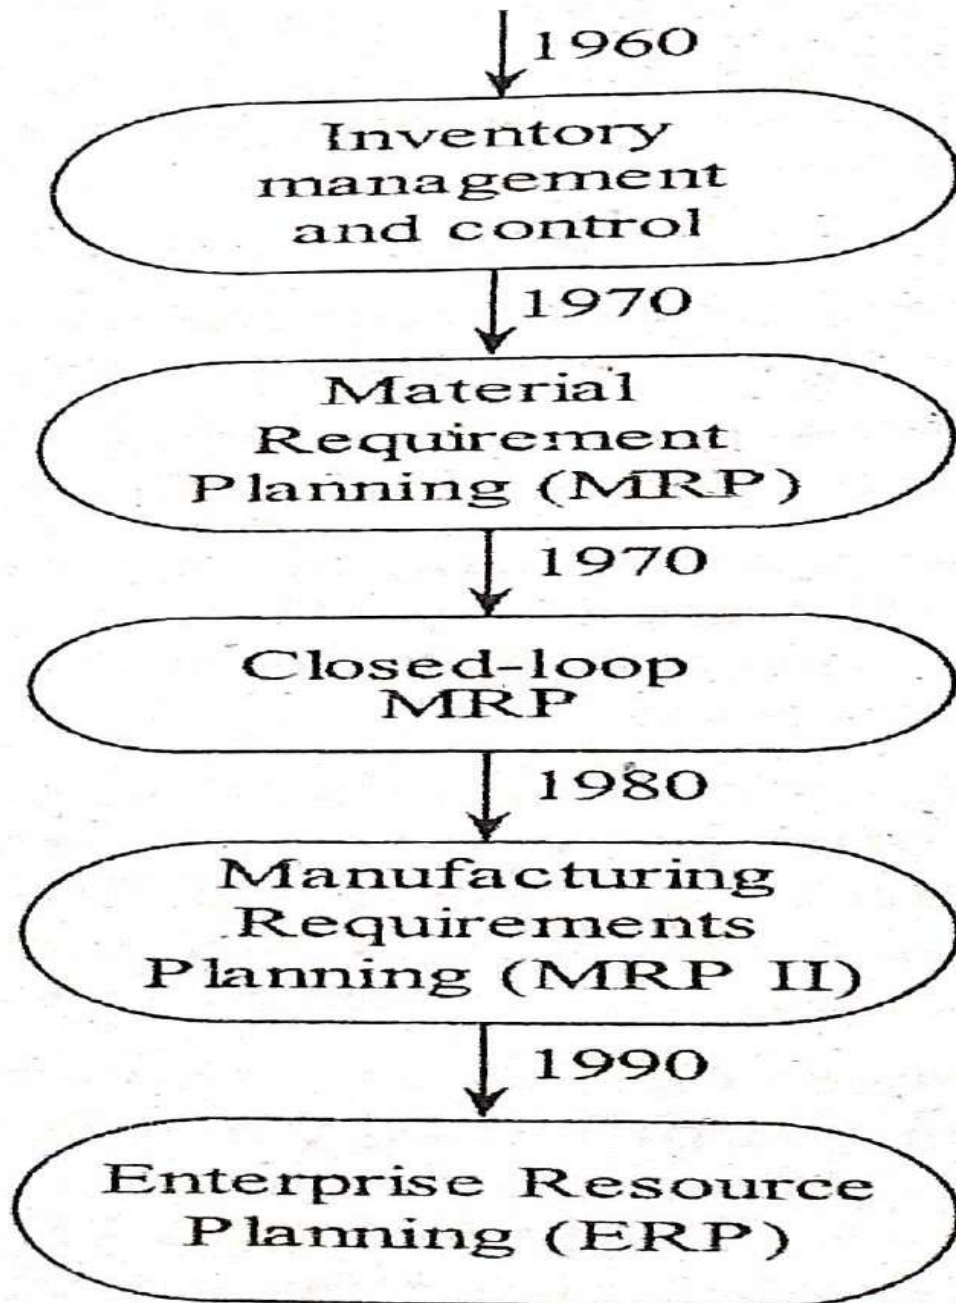 1960
Inventory
management
and control
1970
Material
Requirement
Planning (MRP)
1970
Closed-loop
MRP
1980
Manufacturing
Requirements
Planning (MRP II)
1990
Enterprise Resource
Planning (ERP)